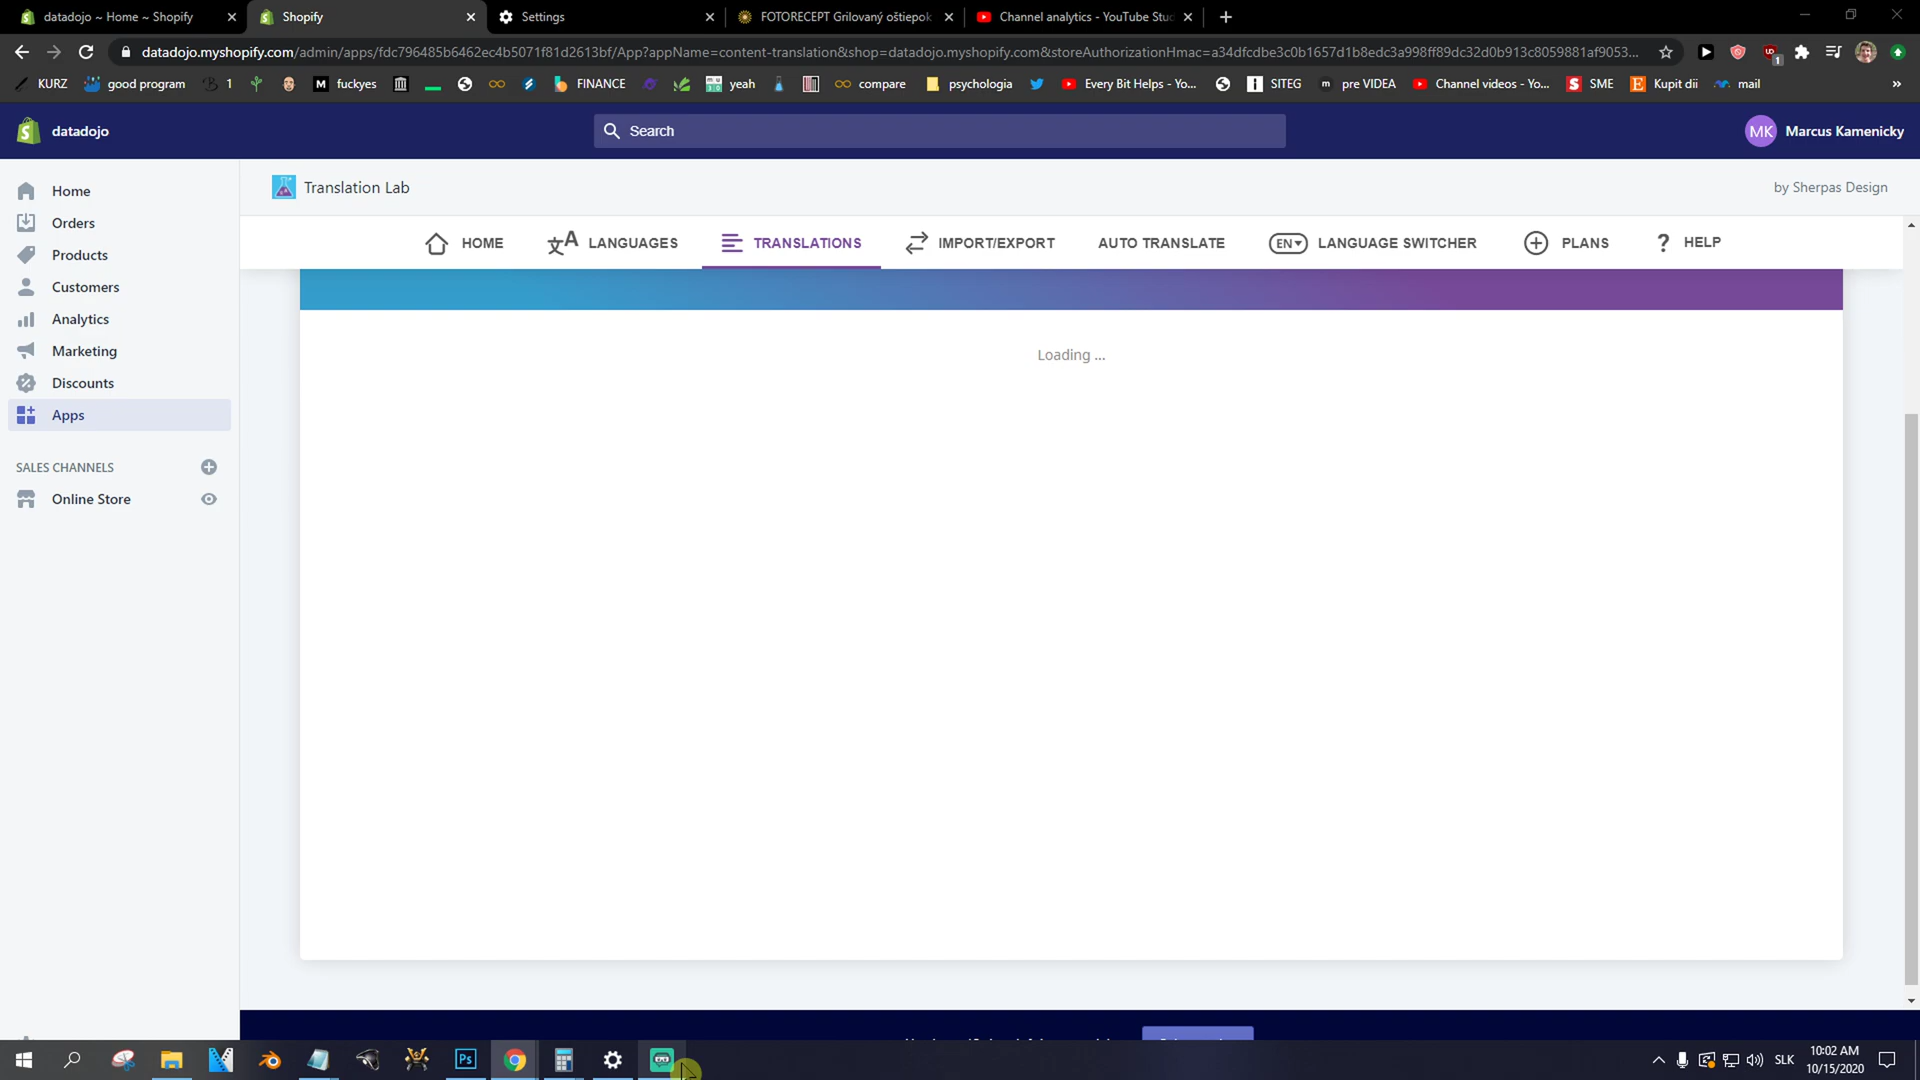 datadojo ~ Home ~ Shopify
Shopify
Settings
FOTORECEPT Grilovaný oštiepok
Channel analytics - YouTube Stu
datadojo.myshopify.com/admin/apps/fdc796485b6462ec4b5071f81d2613bf/App?appName=content-translation&shop=datadojo.myshopify.com&storeAuthorizationHmac=a34dfcdbe3c0b1657d1b8edc3a998ff89dc32d0b913c8059881af9053...
KURZ
good program
1
fuckyes
FINANCE
yeah
compare
psychologia
Every Bit Helps - Yo...
SITEG
pre VIDEA
Channel videos - Yo...
SME
Kupit dii
mail
»
datadojo
Search
MK
Marcus Kamenicky
Home
Orders
Products
Customers
Analytics
Marketing
Discounts
Apps
SALES CHANNELS
Online Store
Translation Lab
by Sherpas Design
HOME
LANGUAGES
TRANSLATIONS
IMPORT/EXPORT
AUTO TRANSLATE
EN
LANGUAGE SWITCHER
PLANS
? HELP
Loading ...
Ps
SLK
10:02 AM
10/15/2020